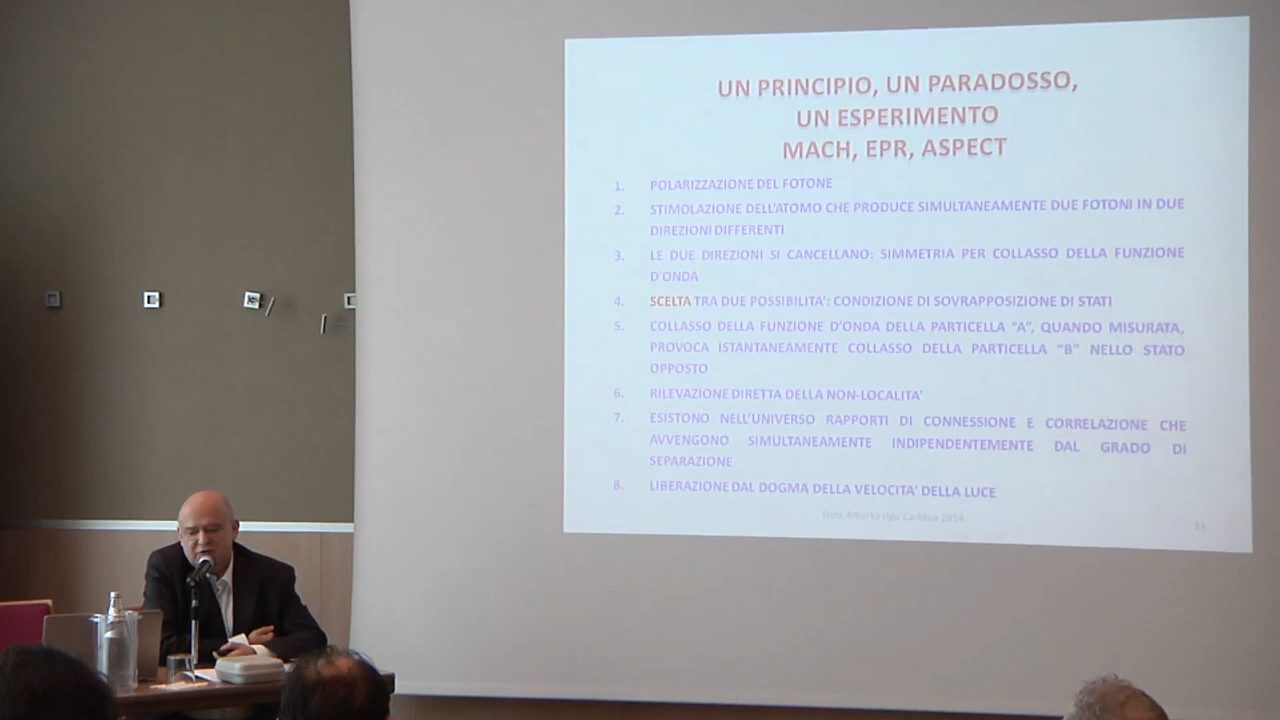 UN PRINCIPIO, UN PARADOSSO,
UN ESPERIMENTO
MACH, EPR, ASPECT
1. POLARIZZAZIONE DEL FOTONE
2. STIMOLAZIONE DELL'ATOMO CHE PRODUCE SIMULTANEAMENTE DUE FOTONI IN DUE
DIREZIONI DIFFERENTI
3. LE DUE DIREZIONI SI CANCELLANO: SIMMETRIA PER COLLASSO DELLA FUNZIONE
D'ONDA
4. SCELTA TRA DUE POSSIBILITA': CONDIZIONE DI SOVRAPPOSIZIONE DI STATI
5. COLLASSO DELLA FUNZIONE D'ONDA DELLA PARTICELLA "A", QUANDO MISURATA,
PROVOCA ISTANTANEAMENTE COLLASSO DELLA PARTICELLA "B" NELLO STATO
OPPOSTO
6. RILEVAZIONE DIRETTA DELLA NON-LOCALITA'
7. ESISTONO NELL'UNIVERSO RAPPORTI DI CONNESSIONE E CORRELAZIONE CHE
AVVENGONO SIMULTANEAMENTE INDIPENDENTEMENTE DAL GRADO DI
SEPARAZIONE
8. LIBERAZIONE DAL DOGMA DELLA VELOCITA' DELLA LUCE
Dott. Alberto Ugo